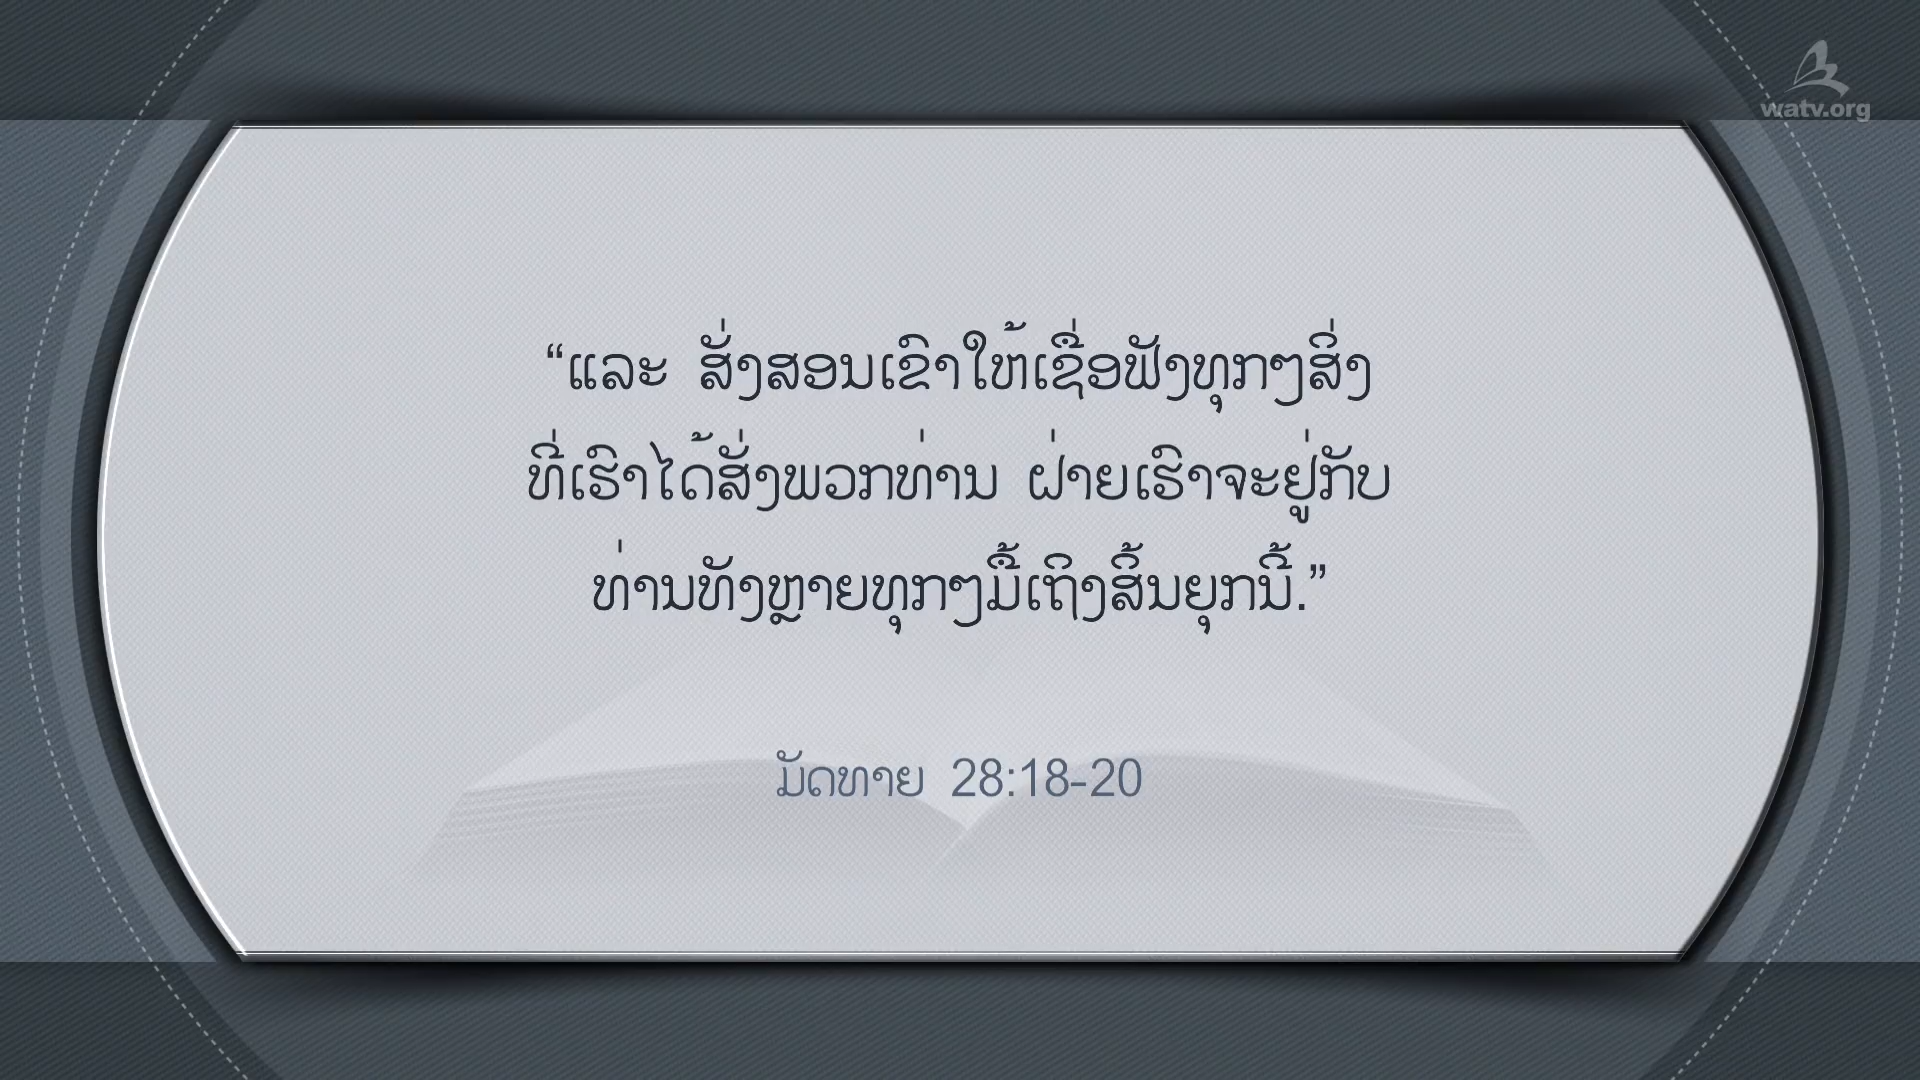 watv.org
“ແລະ ສັ່ງສອນເຂົາໃຫ້ເຊື່ອຟັງທຸກໆສິ່ງ
ທີ່ເຮົາໄດ້ສັ່ງພວກທ່ານ ຝ່າຍເຮົາຈະຢູ່ກັບ
ທ່ານທັງຫຼາຍທຸກໆມື້ເຖິງສິ້ນຍຸກນີ້.”
ມັດທາຍ 28:18-20